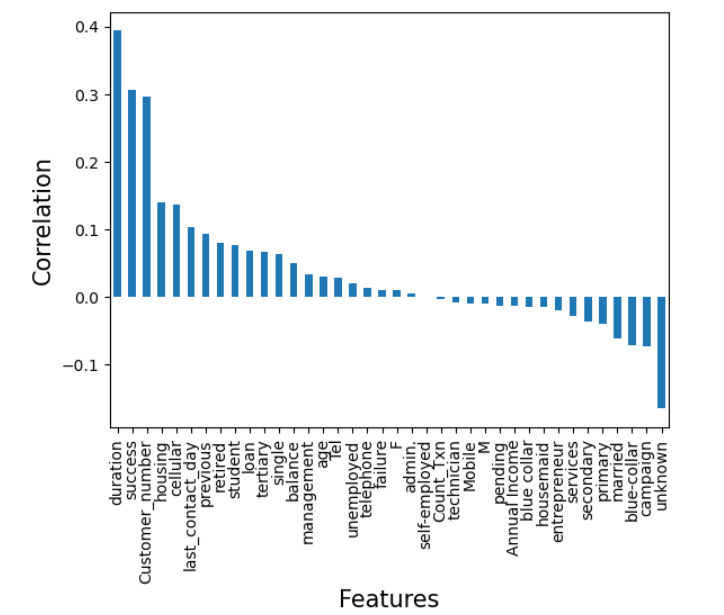 0.4
0.3
0.2
0.1
0.0
−0.1
Correlation
duration
success
Customer_number
housing
cellular
last_contact_day
previous
retired
student
loan
tertiary
single
balance
management
age
Tel
unemployed
telephone
failure
F
admin.
self-employed
Count_Txn
technician
Mobile
M
pending
Annual Income
blue collar
housemaid
entrepreneur
services
secondary
primary
married
blue-collar
campaign
unknown
Features